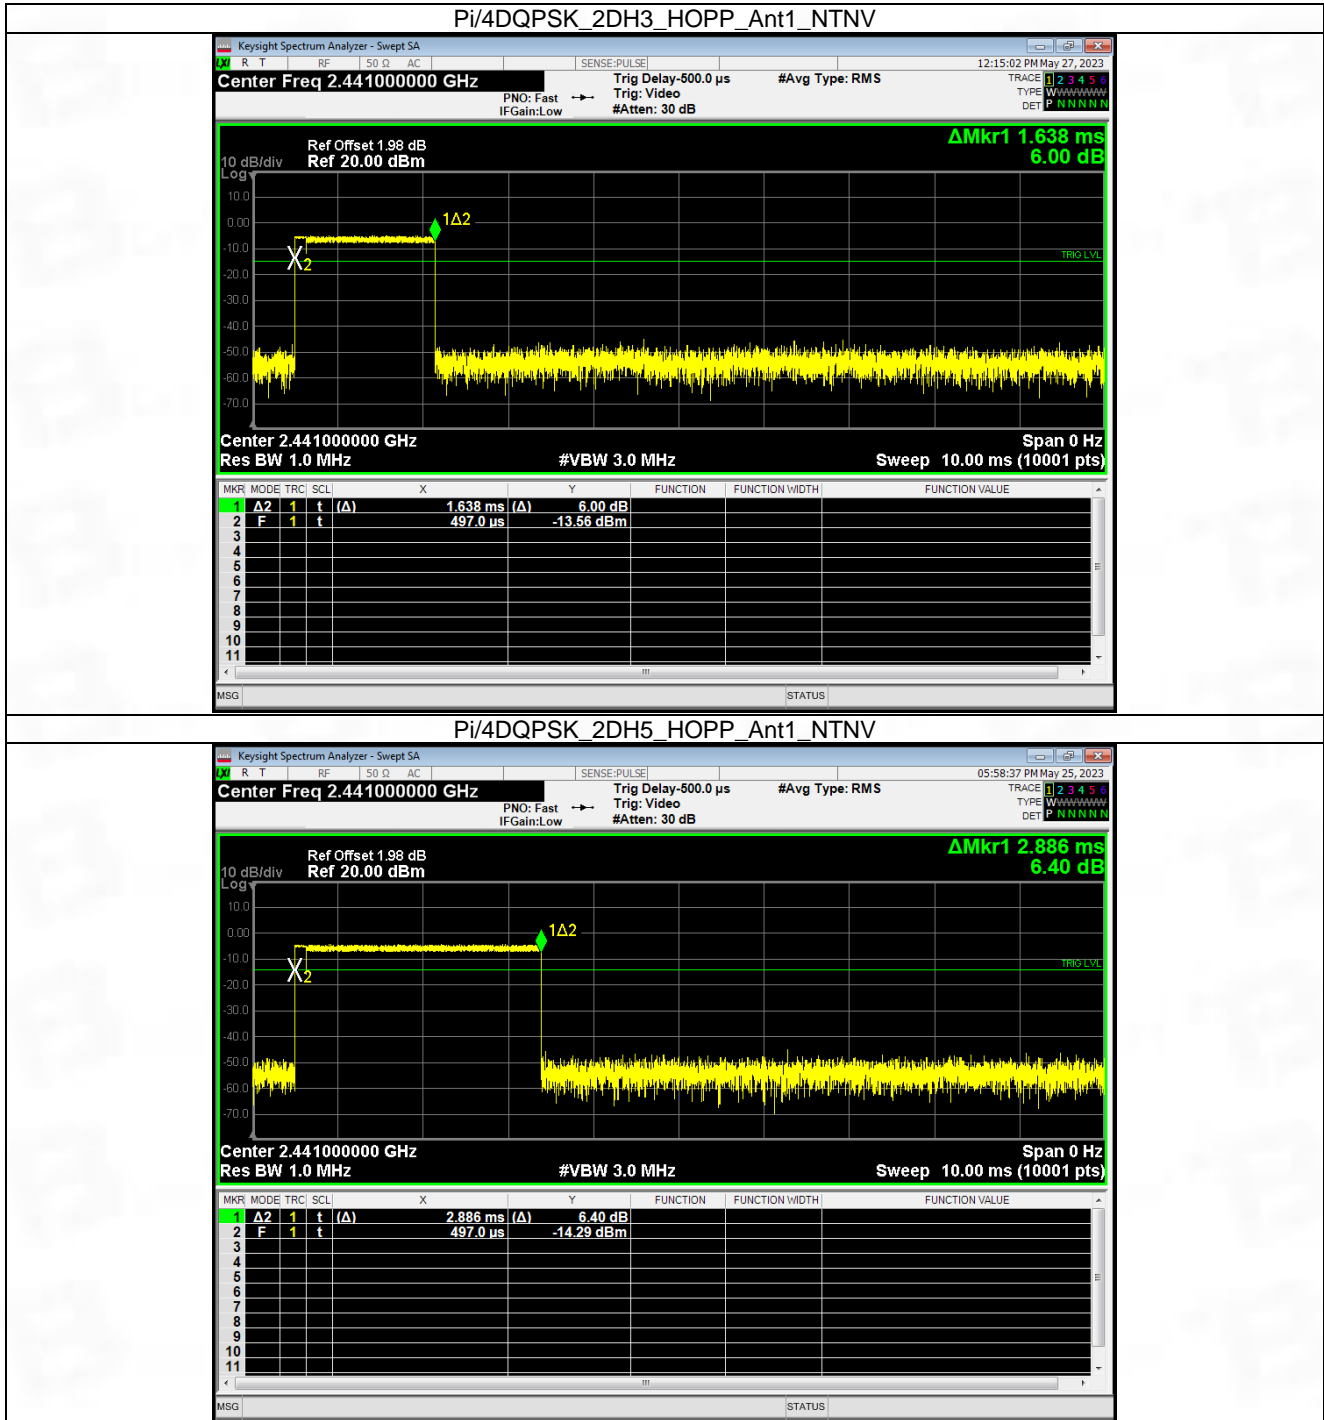 Pi/4DQPSK_2DH3_HOPP_Ant1_NTNV
Keysight Spectrum Analyzer - Swept SA
LXI R T RF 50 Ω AC SENSE:PULSE 12:15:02 PM May 27, 2023
Center Freq 2.441000000 GHz Trig Delay-500.0 µs #Avg Type: RMS TRACE 1 2 3 4 5 6
PNO: Fast Trig: Video TYPE WWWWWW
IFGain:Low #Atten: 30 dB DET P N N N N N
ΔMkr1 1.638 ms
Ref Offset 1.98 dB
10 dB/div Ref 20.00 dBm 6.00 dB
Log
10.0
0.00
1Δ2
-10.0
2
TRIG LVL
-20.0
-30.0
-40.0
-50.0
-60.0
-70.0
Center 2.441000000 GHz Span 0 Hz
Res BW 1.0 MHz #VBW 3.0 MHz Sweep 10.00 ms (10001 pts)
MKR MODE TRC SCL X Y FUNCTION FUNCTION WIDTH FUNCTION VALUE
1 Δ2 1 t (Δ) 1.638 ms (Δ) 6.00 dB
2 F 1 t 497.0 µs -13.56 dBm
3
4
5
6
7
8
9
10
11
MSG STATUS
Pi/4DQPSK_2DH5_HOPP_Ant1_NTNV
Keysight Spectrum Analyzer - Swept SA
LXI R T RF 50 Ω AC SENSE:PULSE 05:58:37 PM May 25, 2023
Center Freq 2.441000000 GHz Trig Delay-500.0 µs #Avg Type: RMS TRACE 1 2 3 4 5 6
PNO: Fast Trig: Video TYPE WWWWWW
IFGain:Low #Atten: 30 dB DET P N N N N N
ΔMkr1 2.886 ms
Ref Offset 1.98 dB
10 dB/div Ref 20.00 dBm 6.40 dB
Log
10.0
0.00
1Δ2
-10.0
2
TRIG LVL
-20.0
-30.0
-40.0
-50.0
-60.0
-70.0
Center 2.441000000 GHz Span 0 Hz
Res BW 1.0 MHz #VBW 3.0 MHz Sweep 10.00 ms (10001 pts)
MKR MODE TRC SCL X Y FUNCTION FUNCTION WIDTH FUNCTION VALUE
1 Δ2 1 t (Δ) 2.886 ms (Δ) 6.40 dB
2 F 1 t 497.0 µs -14.29 dBm
3
4
5
6
7
8
9
10
11
MSG STATUS